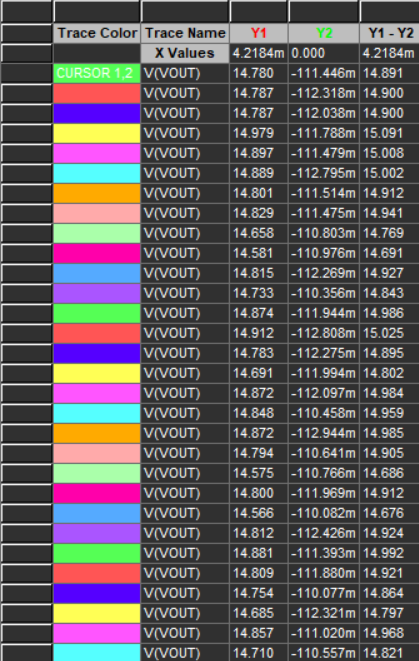 Trace Color Trace Name Y1 Y2 Y1 - Y2
X Values 4.2184m 0.000 4.2184m
CURSOR 1,2 V(VOUT) 14.780 -111.446m 14.891
V(VOUT) 14.787 -112.318m 14.900
V(VOUT) 14.787 -112.038m 14.900
V(VOUT) 14.979 -111.788m 15.091
V(VOUT) 14.897 -111.479m 15.008
V(VOUT) 14.889 -112.795m 15.002
V(VOUT) 14.801 -111.514m 14.912
V(VOUT) 14.829 -111.475m 14.941
V(VOUT) 14.658 -110.803m 14.769
V(VOUT) 14.581 -110.976m 14.691
V(VOUT) 14.815 -112.269m 14.927
V(VOUT) 14.733 -110.356m 14.843
V(VOUT) 14.874 -111.944m 14.986
V(VOUT) 14.912 -112.808m 15.025
V(VOUT) 14.783 -112.275m 14.895
V(VOUT) 14.691 -111.994m 14.802
V(VOUT) 14.872 -112.097m 14.984
V(VOUT) 14.848 -110.458m 14.959
V(VOUT) 14.872 -112.944m 14.985
V(VOUT) 14.794 -110.641m 14.905
V(VOUT) 14.575 -110.766m 14.686
V(VOUT) 14.800 -111.969m 14.912
V(VOUT) 14.566 -110.082m 14.676
V(VOUT) 14.812 -112.426m 14.924
V(VOUT) 14.881 -111.393m 14.992
V(VOUT) 14.809 -111.880m 14.921
V(VOUT) 14.754 -110.077m 14.864
V(VOUT) 14.685 -112.321m 14.797
V(VOUT) 14.857 -111.020m 14.968
V(VOUT) 14.710 -110.557m 14.821